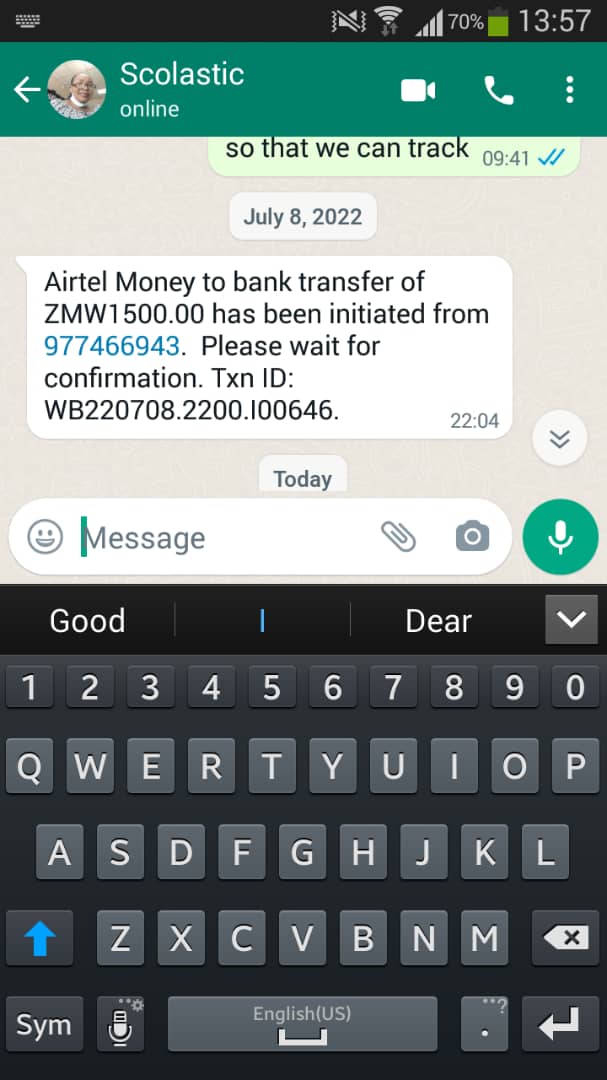 70% 13:57
Scolastic
online
so that we can track 09:41
July 8, 2022
Airtel Money to bank transfer of
ZMW1500.00 has been initiated from
977466943. Please wait for
confirmation. Txn ID:
WB220708.2200.I00646.
22:04
Today
Message
Good I Dear
1 2 3 4 5 6 7 8 9 0
Q W E R T Y U I O P
A S D F G H J K L
Z X C V B N M
Sym English(US) . ?